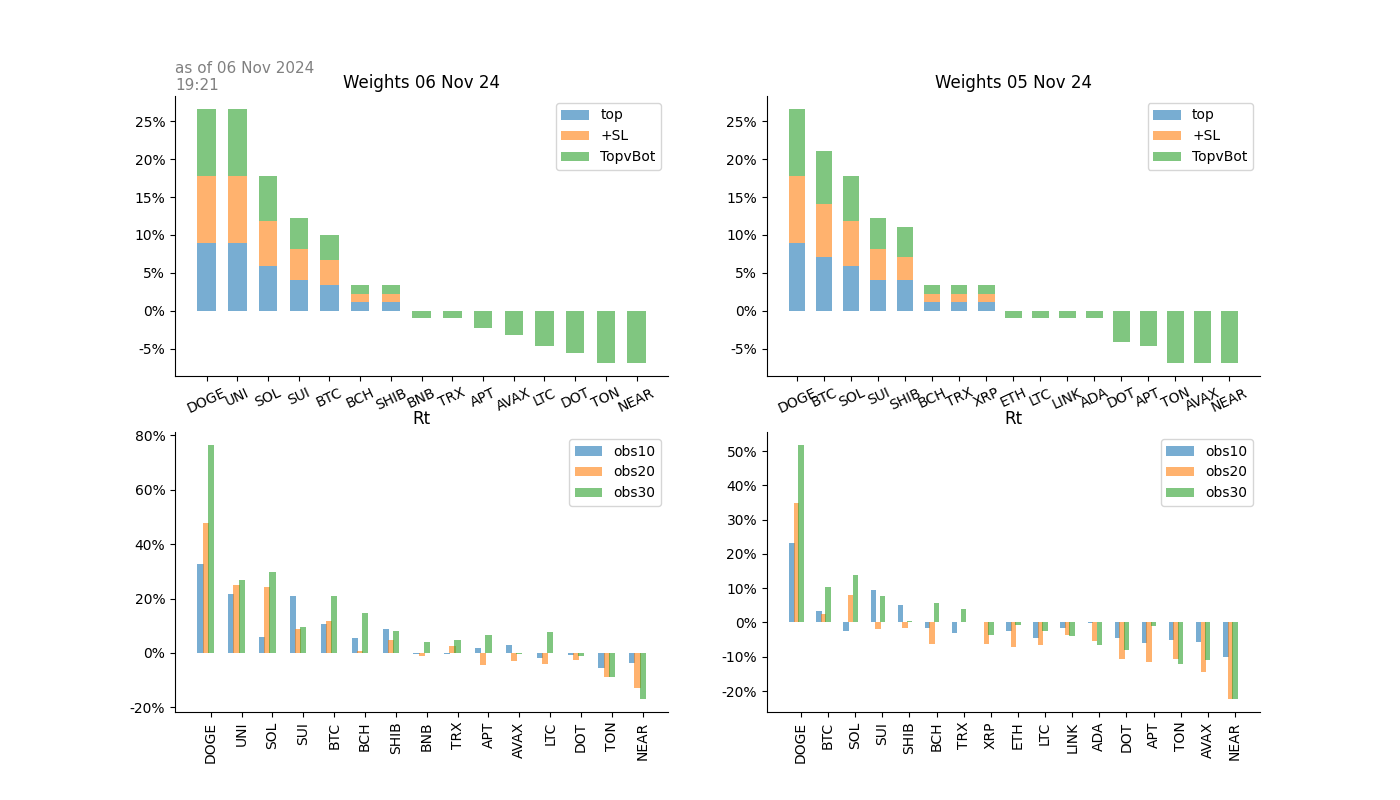 as of 06 Nov 2024
19:21
Weights 06 Nov 24
25%
20%
15%
10%
5%
0%
-5%
top
+SL
TopvBot
DOGE UNI SOL SUI BTC BCH SHIB BNB TRX APT AVAX LTC DOT TON NEAR
Weights 05 Nov 24
25%
20%
15%
10%
5%
0%
-5%
top
+SL
TopvBot
DOGE BTC SOL SUI SHIB BCH TRX XRP ETH LTC LINK ADA DOT APT TON AVAX NEAR
Rt
80%
60%
40%
20%
0%
-20%
obs10
obs20
obs30
DOGE UNI SOL SUI BTC BCH SHIB BNB TRX APT AVAX LTC DOT TON NEAR
Rt
50%
40%
30%
20%
10%
0%
-10%
-20%
obs10
obs20
obs30
DOGE BTC SOL SUI SHIB BCH TRX XRP ETH LTC LINK ADA DOT APT TON AVAX NEAR